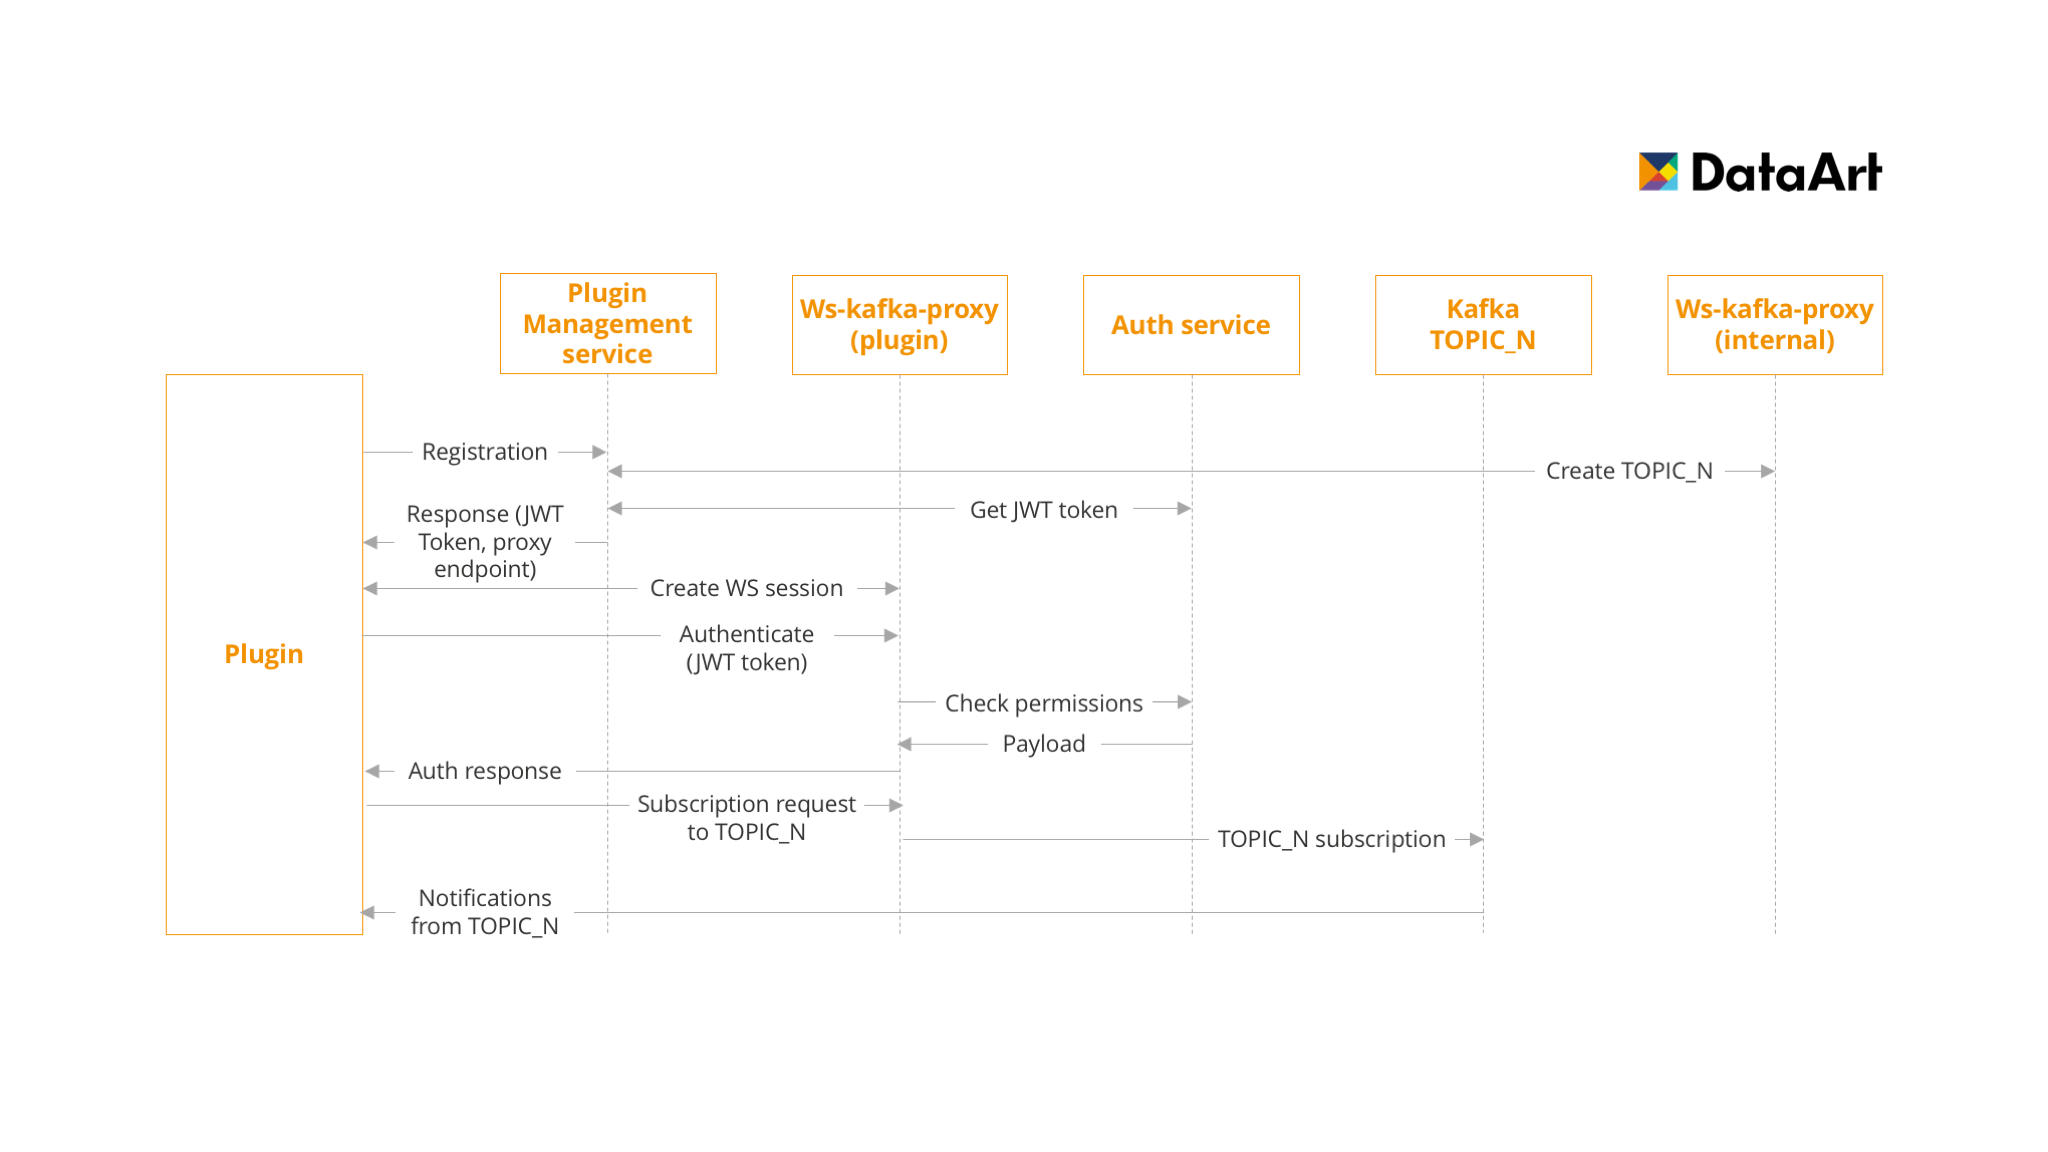 DataArt
Plugin
Management
service
Ws-kafka-proxy
(plugin)
Auth service
Kafka
TOPIC_N
Ws-kafka-proxy
(internal)
Plugin
Registration
Create TOPIC_N
Get JWT token
Response (JWT
Token, proxy
endpoint)
Create WS session
Authenticate
(JWT token)
Check permissions
Payload
Auth response
Subscription request
to TOPIC_N
TOPIC_N subscription
Notifications
from TOPIC_N